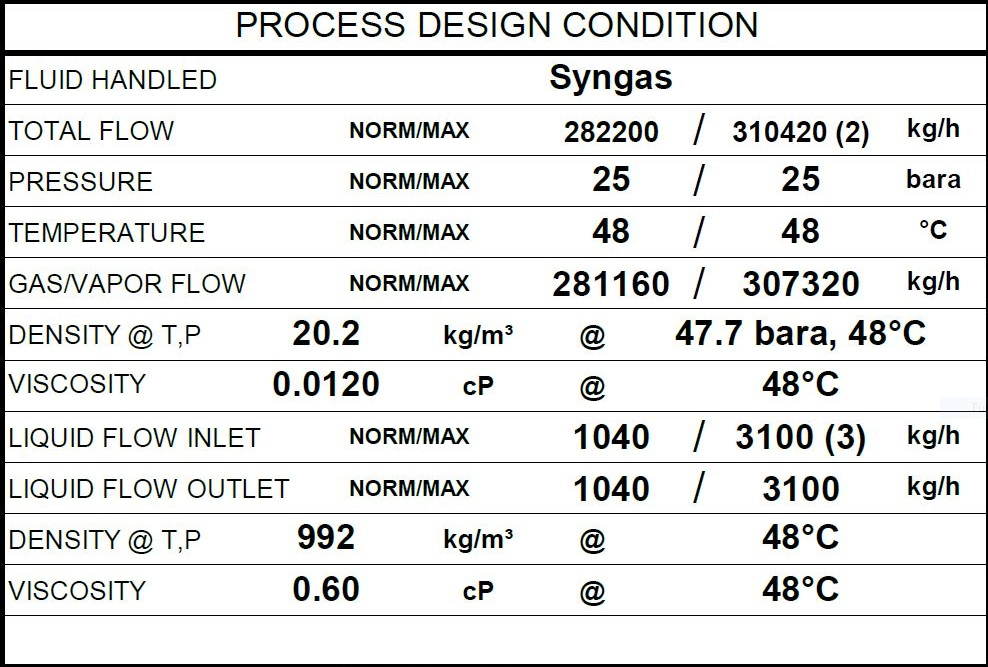 PROCESS DESIGN CONDITION
FLUID HANDLED Syngas
TOTAL FLOW NORM/MAX 282200 / 310420 (2) kg/h
PRESSURE NORM/MAX 25 / 25 bara
TEMPERATURE NORM/MAX 48 / 48 °C
GAS/VAPOR FLOW NORM/MAX 281160 / 307320 kg/h
DENSITY @ T,P 20.2 kg/m³ @ 47.7 bara, 48°C
VISCOSITY 0.0120 cP @ 48°C
LIQUID FLOW INLET NORM/MAX 1040 / 3100 (3) kg/h
LIQUID FLOW OUTLET NORM/MAX 1040 / 3100 kg/h
DENSITY @ T,P 992 kg/m³ @ 48°C
VISCOSITY 0.60 cP @ 48°C